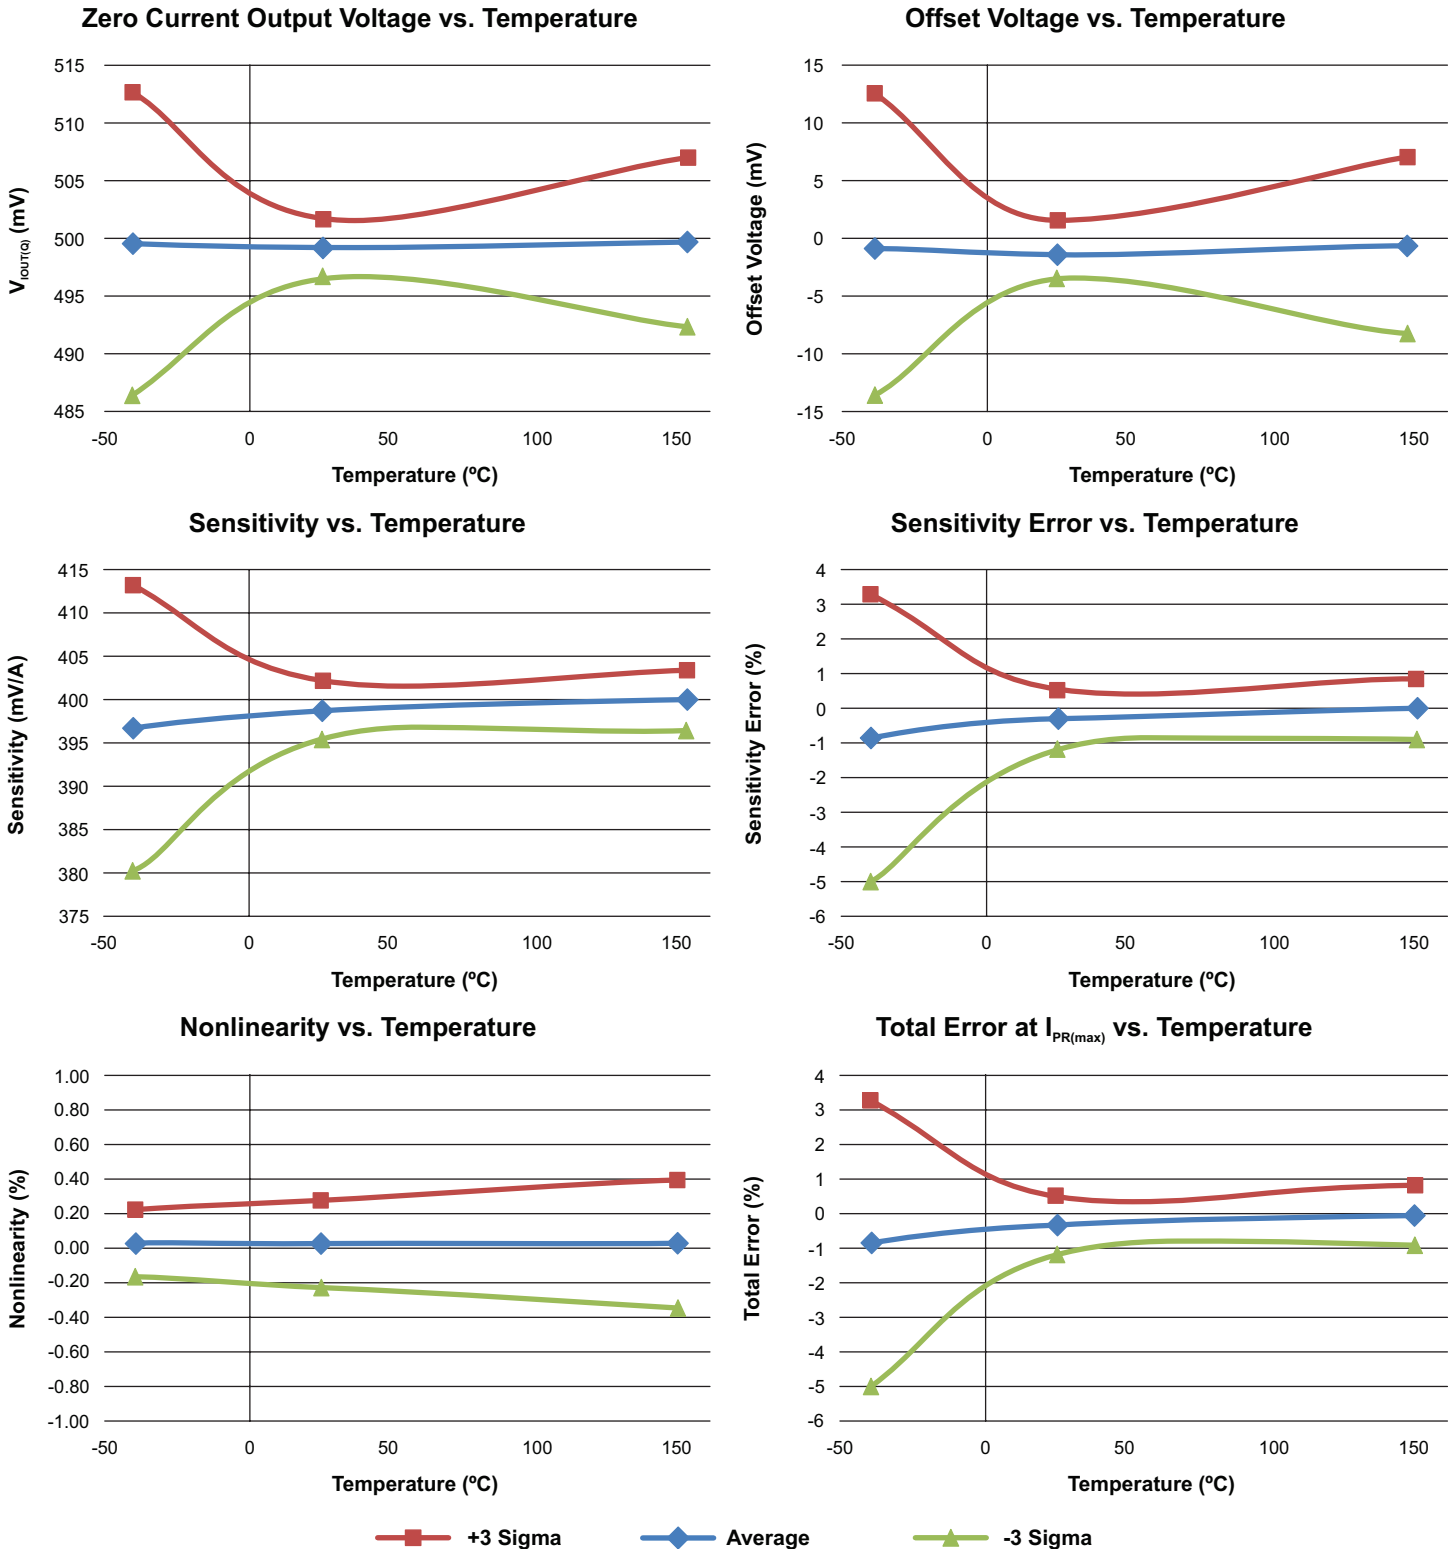 Zero Current Output Voltage vs. Temperature
515
510
505
500
495
490
485
-50 0 50 100 150
V_IOUT(Q) (mV)
Temperature (ºC)
Offset Voltage vs. Temperature
15
10
5
0
-5
-10
-15
-50 0 50 100 150
Offset Voltage (mV)
Temperature (ºC)
Sensitivity vs. Temperature
415
410
405
400
395
390
385
380
375
-50 0 50 100 150
Sensitivity (mV/A)
Temperature (ºC)
Sensitivity Error vs. Temperature
4
3
2
1
0
-1
-2
-3
-4
-5
-6
-50 0 50 100 150
Sensitivity Error (%)
Temperature (ºC)
Nonlinearity vs. Temperature
1.00
0.80
0.60
0.40
0.20
0.00
-0.20
-0.40
-0.60
-0.80
-1.00
-50 0 50 100 150
Nonlinearity (%)
Temperature (ºC)
Total Error at I_PR(max) vs. Temperature
4
3
2
1
0
-1
-2
-3
-4
-5
-6
-50 0 50 100 150
Total Error (%)
Temperature (ºC)
+3 Sigma Average -3 Sigma